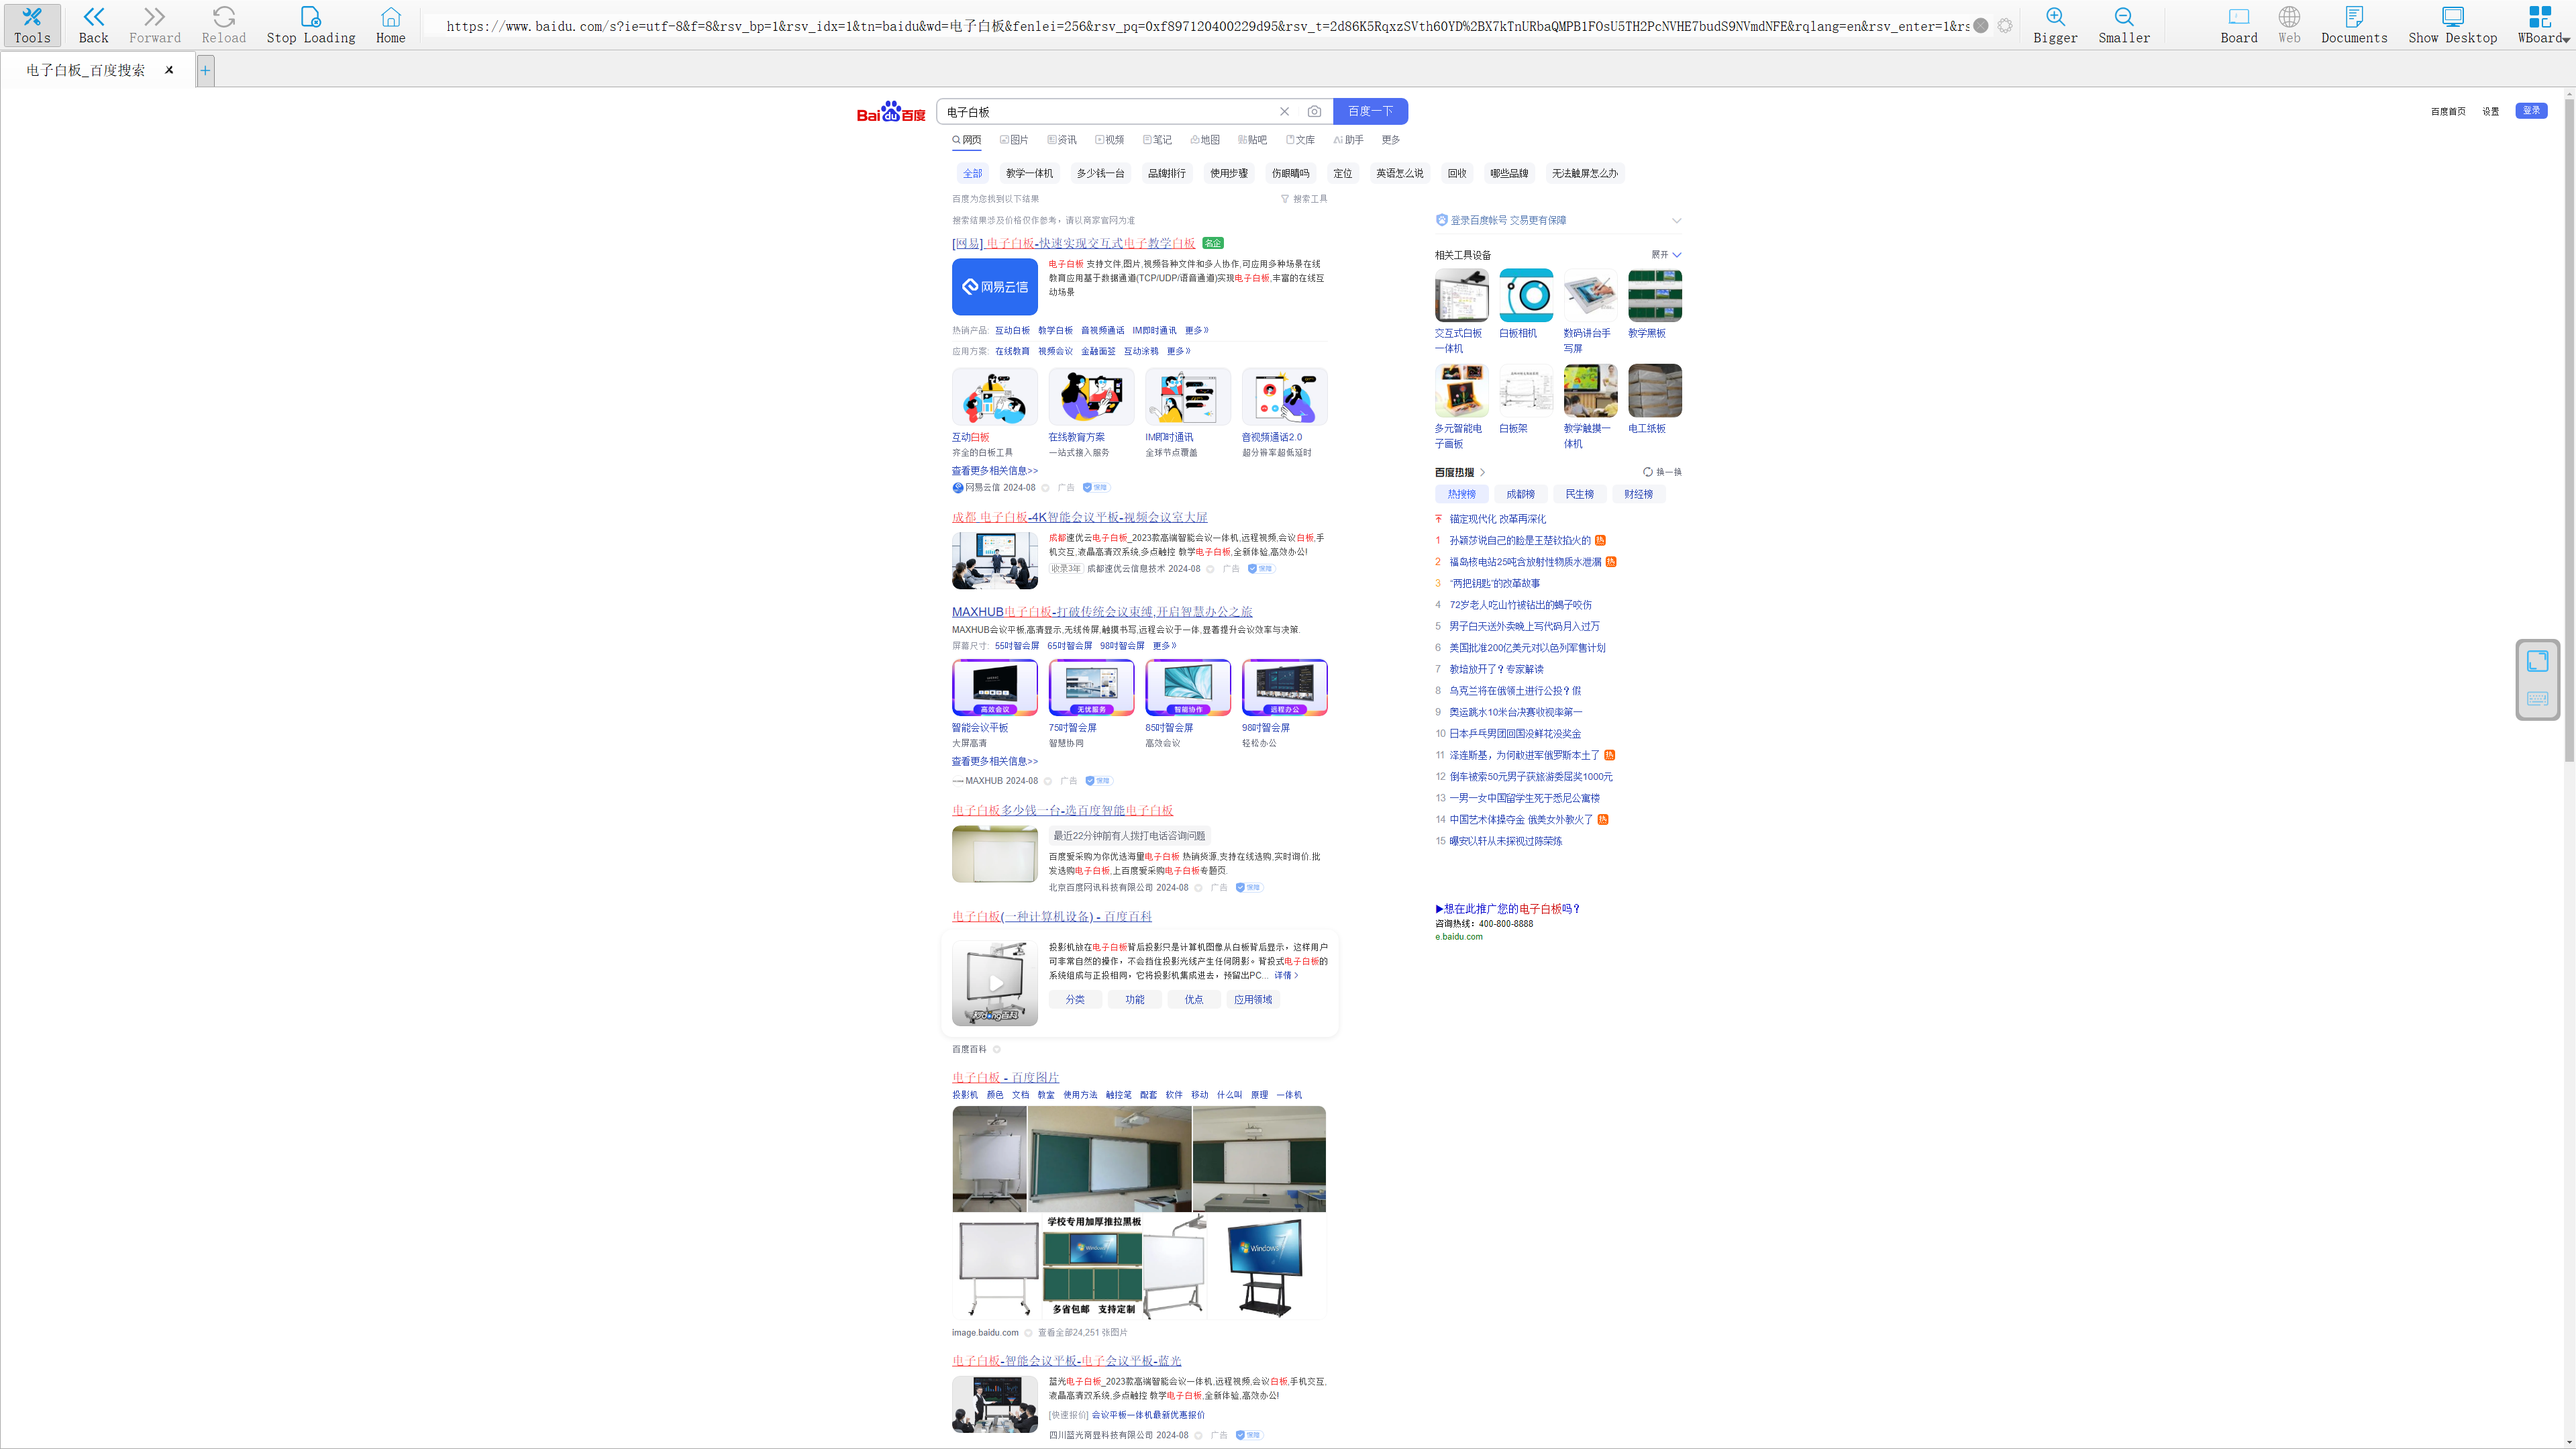 Tools Back Forward Reload Stop Loading Home https://www.baidu.com/s?ie=utf-8&f=8&rsv_bp=1&rsv_idx=1&tn=baidu&wd=电子白板&fenlei=256&rsv_pq=0xf897120400229d95&rsv_t=2d86K5RqxzSVth60YD%2BX7kTnURbaQMPB1FOsU5TH2PcNVHE7budS9NVmdNFE&rqlang=en&rsv_enter=1&rs Bigger Smaller Board Web Documents Show Desktop WBoard
电子白板_百度搜索
Bai du 百度 电子白板 百度一下 百度首页 设置 登录
网页 图片 资讯 视频 笔记 地图 贴吧 文库 助手 更多
全部 教学一体机 多少钱一台 品牌排行 使用步骤 伤眼睛吗 定位 英语怎么说 回收 哪些品牌 无法触屏怎么办
百度为您找到以下结果 搜索工具
搜索结果涉及价格仅作参考，请以商家官网为准
[网易] 电子白板-快速实现交互式电子教学白板 名企
网易云信
电子白板 支持文件,图片,视频各种文件和多人协作,可应用多种场景在线
教育应用基于数据通道(TCP/UDP/语音通道)实现电子白板,丰富的在线互
动场景
热销产品: 互动白板 教学白板 音视频通话 IM即时通讯 更多»
应用方案: 在线教育 视频会议 金融面签 互动涂鸦 更多»
互动白板 在线教育方案 IM即时通讯 音视频通话2.0
齐全的白板工具 一站式接入服务 全球节点覆盖 超分辨率超低延时
查看更多相关信息>>
网易云信 2024-08 广告 保障
成都 电子白板-4K智能会议平板-视频会议室大屏
成都速优云电子白板_2023款高端智能会议一体机,远程视频,会议白板,手
机交互,液晶高清双系统,多点触控 教学电子白板,全新体验,高效办公!
收录3年 成都速优云信息技术 2024-08 广告 保障
MAXHUB电子白板-打破传统会议束缚,开启智慧办公之旅
MAXHUB会议平板,高清显示,无线传屏,触摸书写,远程会议于一体,显著提升会议效率与决策.
屏幕尺寸: 55吋智会屏 65吋智会屏 98吋智会屏 更多»
高效会议 无忧服务 智能协作 远程办公
智能会议平板 75吋智会屏 85吋智会屏 98吋智会屏
大屏高清 智慧协同 高效会议 轻松办公
查看更多相关信息>>
MAXHUB 2024-08 广告 保障
电子白板多少钱一台-选百度智能电子白板
最近22分钟前有人拨打电话咨询问题
百度爱采购为你优选海量电子白板 热销货源,支持在线选购,实时询价.批
发选购电子白板,上百度爱采购电子白板专题页.
北京百度网讯科技有限公司 2024-08 广告 保障
电子白板(一种计算机设备) - 百度百科
投影机放在电子白板背后投影只是计算机图像从白板背后显示，这样用户
可非常自然的操作，不会挡住投影光线产生任何阴影。背投式电子白板的
系统组成与正投相同，它将投影机集成进去，预留出PC... 详情
秒懂百科
分类 功能 优点 应用领域
百度百科
电子白板 - 百度图片
投影机 颜色 文档 教室 使用方法 触控笔 配套 软件 移动 什么叫 原理 一体机
学校专用加厚推拉黑板
Windows
Windows 7
多省包邮 支持定制
image.baidu.com 查看全部24,251张图片
电子白板-智能会议平板-电子会议平板-蓝光
蓝光电子白板_2023款高端智能会议一体机,远程视频,会议白板,手机交互,
液晶高清双系统,多点触控 教学电子白板,全新体验,高效办公!
[快速报价] 会议平板一体机最新优惠报价
四川蓝光商显科技有限公司 2024-08 广告 保障
登录百度帐号 交易更有保障
相关工具设备 展开
交互式白板一体机 白板相机 数码讲台手写屏 教学黑板
多元智能电子画板 白板架 教学触摸一体机 电工纸板
百度热搜 换一换
热搜榜 成都榜 民生榜 财经榜
锚定现代化 改革再深化
1 孙颖莎说自己的脸是王楚钦掐火的 热
2 福岛核电站25吨含放射性物质水泄漏 热
3 “两把钥匙”的改革故事
4 72岁老人吃山竹被钻出的蝎子咬伤
5 男子白天送外卖晚上写代码月入过万
6 美国批准200亿美元对以色列军售计划
7 教培放开了？专家解读
8 乌克兰将在俄领土进行公投？假
9 奥运跳水10米台决赛收视率第一
10 日本乒乓男团回国没鲜花没奖金
11 泽连斯基，为何敢进军俄罗斯本土了 热
12 倒车被索50元男子获旅游委屈奖1000元
13 一男一女中国留学生死于悉尼公寓楼
14 中国艺术体操夺金 俄美女外教火了 热
15 曝安以轩从未探视过陈荣炼
▶想在此推广您的电子白板吗？
咨询热线：400-800-8888
e.baidu.com